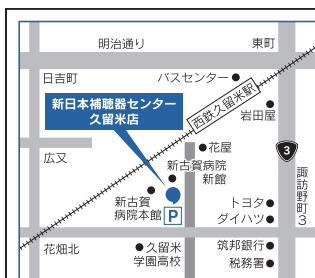 明治通り
東町
日吉町
バスセンター
西鉄久留米駅
新日本補聴器センター
久留米店
岩田屋
広又
花屋
3
新古賀病院
新館
諏訪野町3
新古賀
病院本館
P
トヨタ
ダイハツ
花畑北
久留米
学園高校
筑邦銀行
税務署